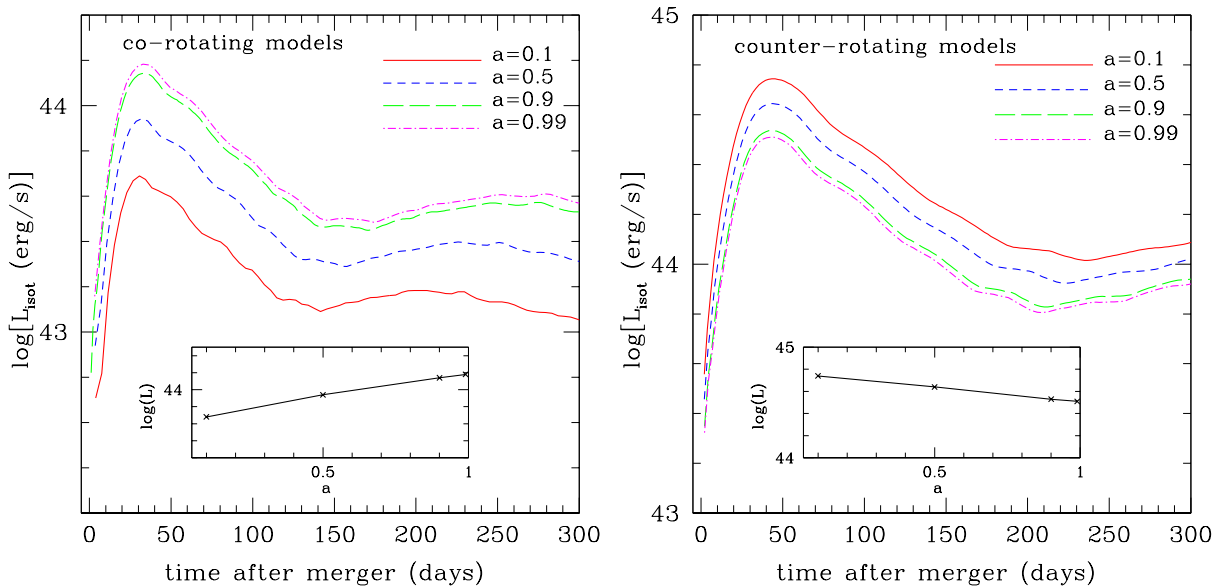 co-rotating models
a=0.1
a=0.5
a=0.9
a=0.99
log[L_isot (erg/s)]
44
43
log(L)
44
0.5
1
a
0
50
100
150
200
250
300
time after merger (days)
counter-rotating models
a=0.1
a=0.5
a=0.9
a=0.99
log[L_isot (erg/s)]
45
44
43
log(L)
45
44
0.5
1
a
0
50
100
150
200
250
300
time after merger (days)